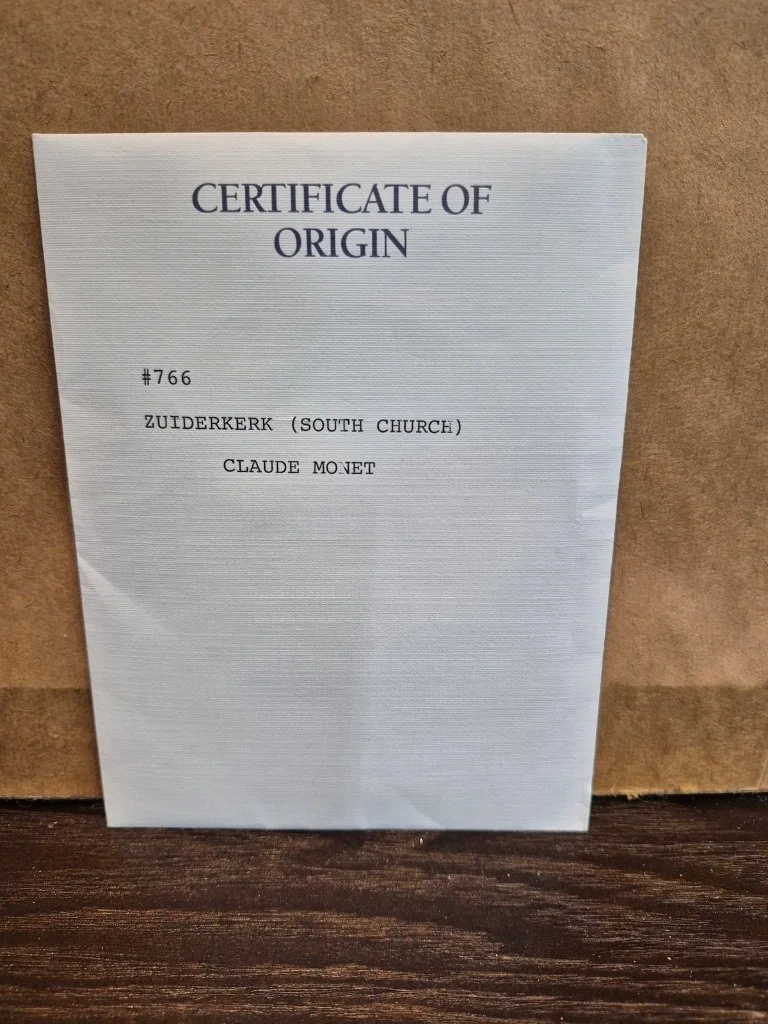 CERTIFICATE OF
ORIGIN
#766
ZUIDERKERK (SOUTH CHURCH)
CLAUDE MONET